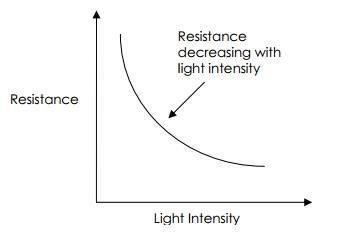 Resistance
decreasing with
light intensity
Resistance
Light Intensity